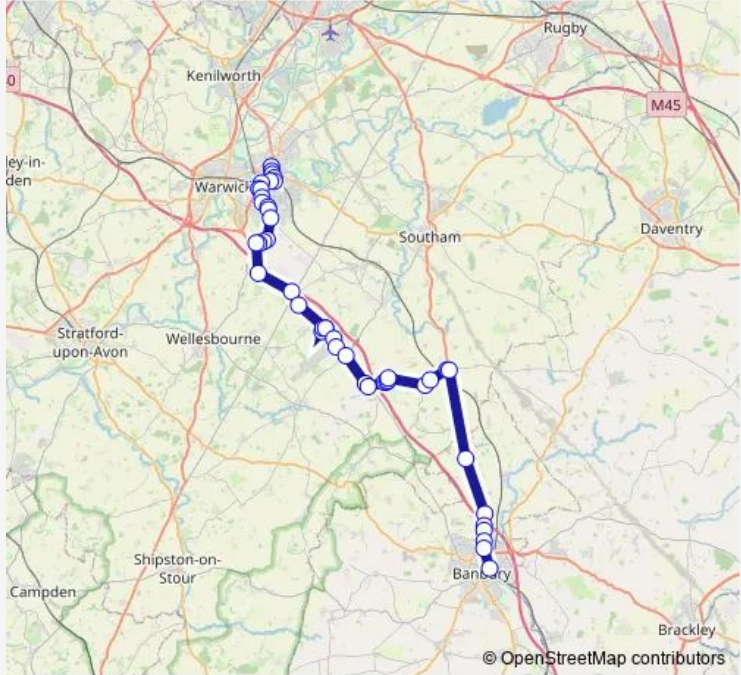 Rugby
Kenilworth
M45
ley-in-
den
Warwick
Southam
Daventry
Stratford-
upon-Avon
Wellesbourne
Shipston-on-
Stour
Campden
Banbury
Brackley
© OpenStreetMap contributors